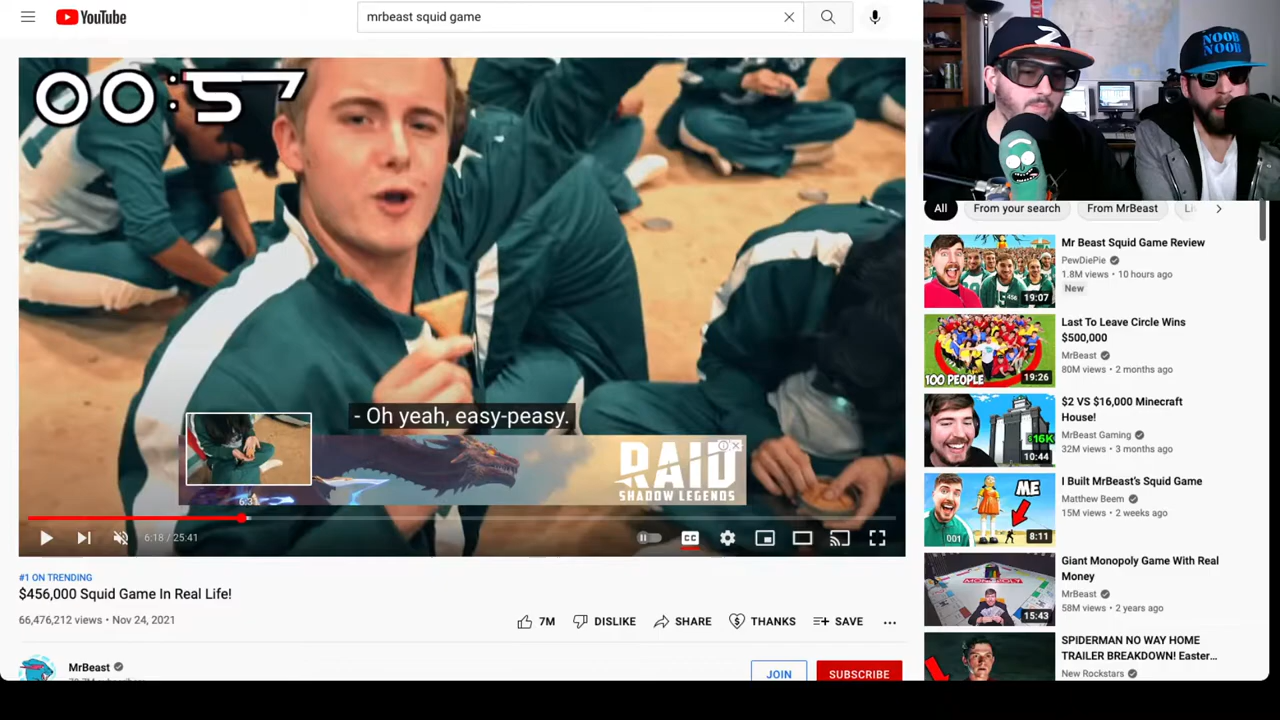 YouTube
mrbeast squid game
00:57
- Oh yeah, easy-peasy.
RAID
SHADOW LEGENDS
6:18 / 25:41
CC
#1 ON TRENDING
$456,000 Squid Game In Real Life!
66,476,212 views • Nov 24, 2021
7M
DISLIKE
SHARE
THANKS
SAVE
MrBeast
JOIN
SUBSCRIBE
Z
NOOB
NOOB
All
From your search
From MrBeast
Mr Beast Squid Game Review
PewDiePie
1.8M views • 10 hours ago
New
19:07
Last To Leave Circle Wins
$500,000
MrBeast
80M views • 2 months ago
100 PEOPLE
19:26
$2 VS $16,000 Minecraft
House!
MrBeast Gaming
32M views • 3 months ago
$16K
10:44
I Built MrBeast's Squid Game
Matthew Beem
15M views • 2 weeks ago
ME
001
8:11
Giant Monopoly Game With Real
Money
MrBeast
58M views • 2 years ago
15:43
SPIDERMAN NO WAY HOME
TRAILER BREAKDOWN! Easter...
New Rockstars